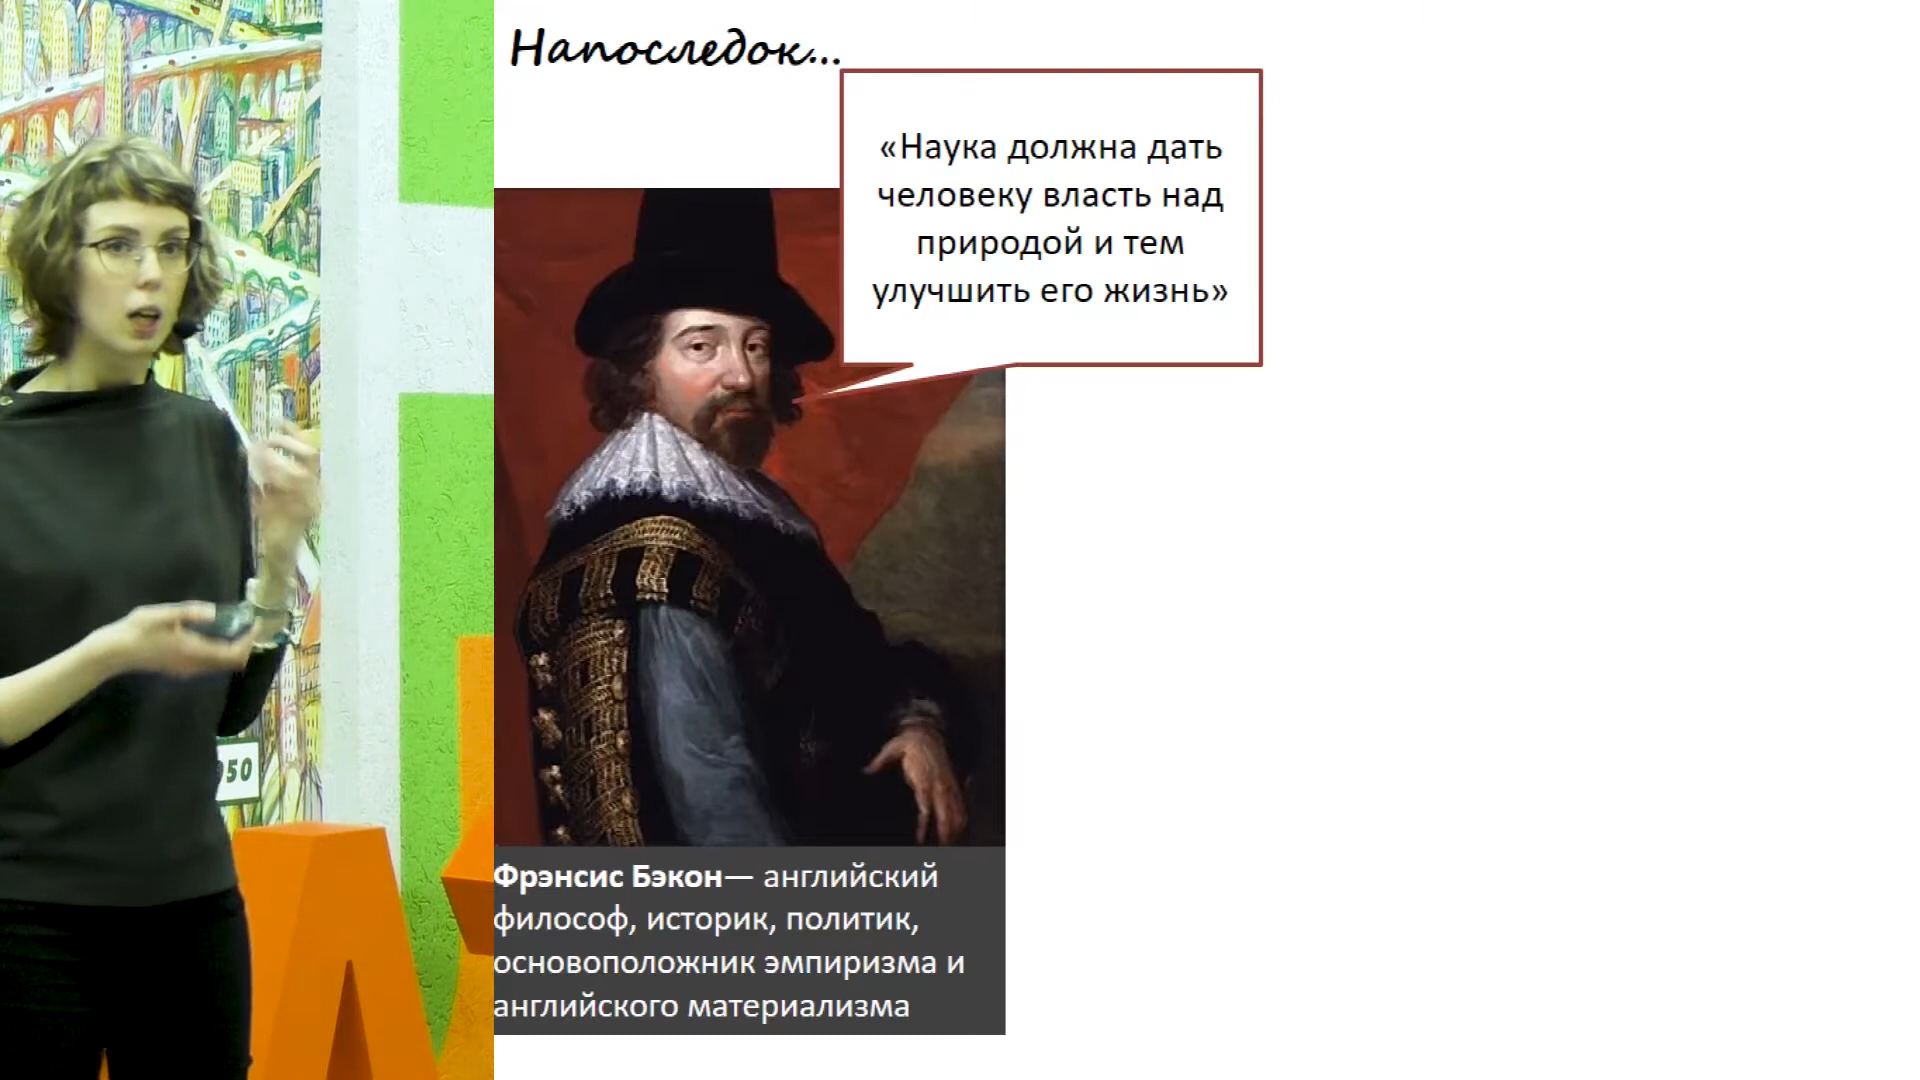 Напоследок...
«Наука должна дать
человеку власть над
природой и тем
улучшить его жизнь»
Фрэнсис Бэкон— английский
философ, историк, политик,
основоположник эмпиризма и
английского материализма
50